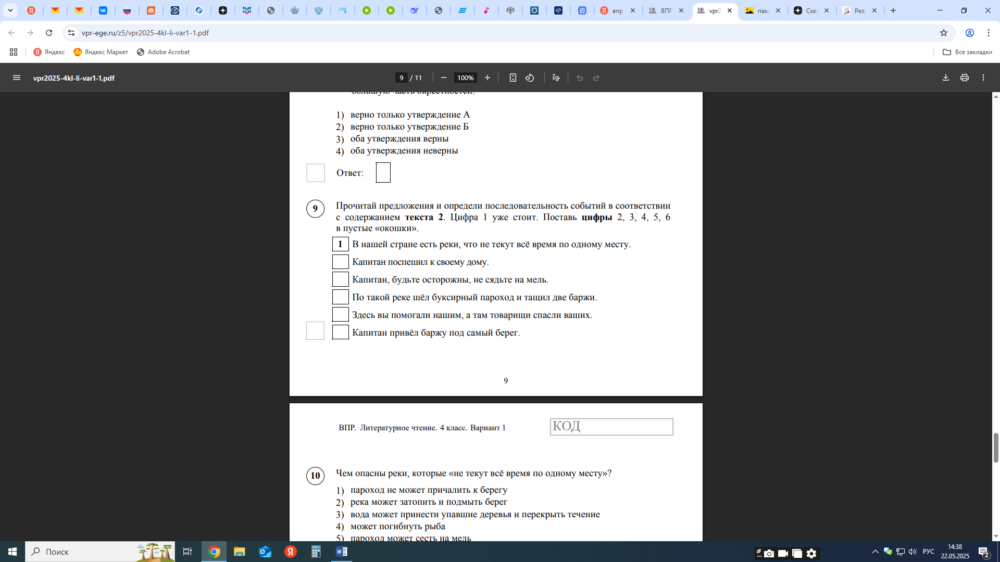 впр
ВПР
vpr2
пам
Схе
Рез
vpr-ege.ru/z5/vpr2025-4kl-li-var1-1.pdf
Яндекс
Яндекс Маркет
Adobe Acrobat
Все закладки
vpr2025-4kl-li-var1-1.pdf
9 / 11
100%
большую часть окрестностей.
1) верно только утверждение А
2) верно только утверждение Б
3) оба утверждения верны
4) оба утверждения неверны
Ответ:
9 Прочитай предложения и определи последовательность событий в соответствии
с содержанием текста 2. Цифра 1 уже стоит. Поставь цифры 2, 3, 4, 5, 6
в пустые «окошки».
1 В нашей стране есть реки, что не текут всё время по одному месту.
Капитан поспешил к своему дому.
Капитан, будьте осторожны, не сядьте на мель.
По такой реке шёл буксирный пароход и тащил две баржи.
Здесь вы помогали нашим, а там товарищи спасли ваших.
Капитан привёл баржу под самый берег.
9
ВПР. Литературное чтение. 4 класс. Вариант 1
КОД
10 Чем опасны реки, которые «не текут всё время по одному месту»?
1) пароход не может причалить к берегу
2) река может затопить и подмыть берег
3) вода может принести упавшие деревья и перекрыть течение
4) может погибнуть рыба
5) пароход может сесть на мель
Поиск
РУС
14:38
22.05.2025
2